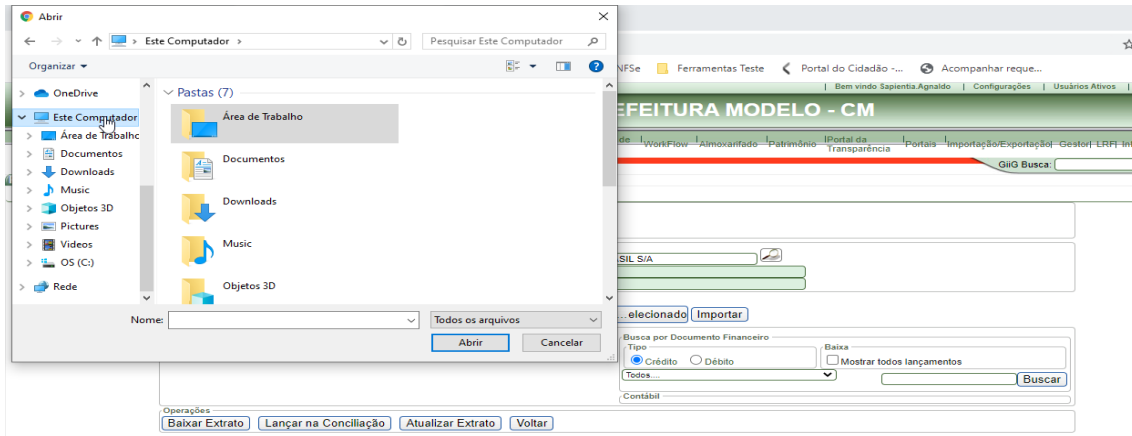 Abrir
Este Computador
Pesquisar Este Computador
Organizar
NFSe Ferramentas Teste Portal do Cidadão -... Acompanhar reque...
OneDrive
Este Computador
Área de Trabalho
Documentos
Downloads
Music
Objetos 3D
Pictures
Videos
OS (C:)
Rede
Pastas (7)
Área de Trabalho
Documentos
Downloads
Music
Objetos 3D
Nome:
Todos os arquivos
Abrir Cancelar
| Bem vindo Sapientia.Agnaldo | Configurações | Usuários Ativos |
EFEITURA MODELO - CM
de |WorkFlow |Almoxarifado |Patrimônio |Portal da Transparência |Portais |Importação/Exportação| Gestor| LRF| Int
GiiG Busca:
SIL S/A
...elecionado Importar
Busca por Documento Financeiro
Tipo
Crédito Débito
Baixa
Mostrar todos lançamentos
Todos....
Buscar
Contábil
Operações
Baixar Extrato Lançar na Conciliação Atualizar Extrato Voltar